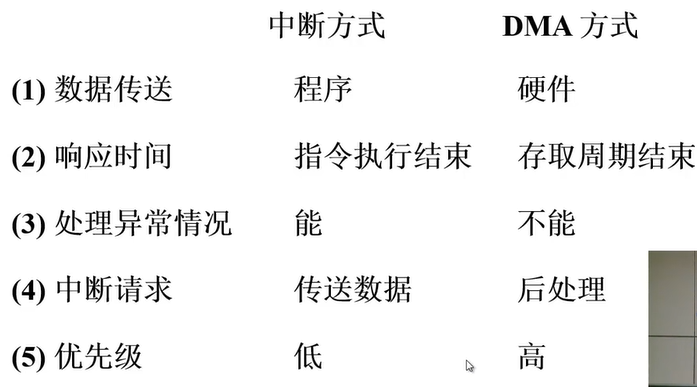 中断方式 DMA 方式
(1) 数据传送 程序 硬件
(2) 响应时间 指令执行结束 存取周期结束
(3) 处理异常情况 能 不能
(4) 中断请求 传送数据 后处理
(5) 优先级 低 高